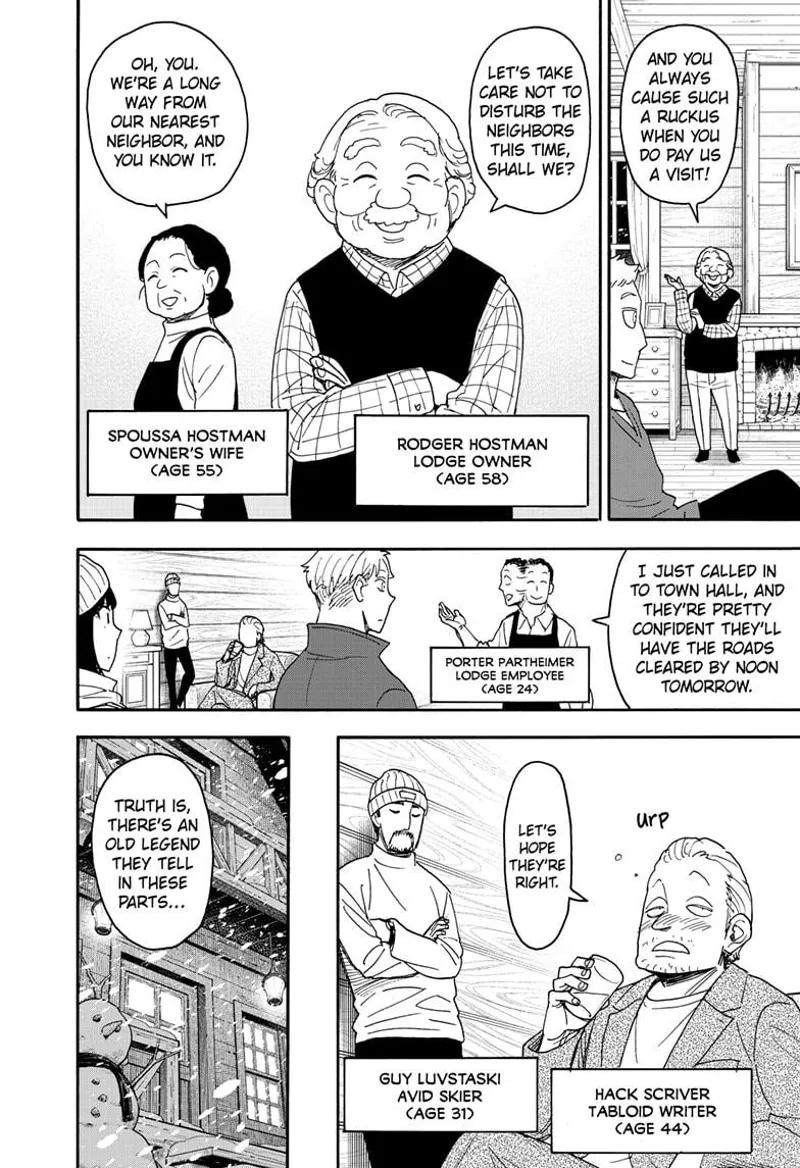 AND YOU
ALWAYS
CAUSE SUCH
A RUCKUS
WHEN YOU
DO PAY US
A VISIT!
LET'S TAKE
CARE NOT TO
DISTURB THE
NEIGHBORS
THIS TIME,
SHALL WE?
RODGER HOSTMAN
LODGE OWNER
(AGE 58)
OH, YOU.
WE'RE A LONG
WAY FROM
OUR NEAREST
NEIGHBOR, AND
YOU KNOW IT.
SPOUSSA HOSTMAN
OWNER'S WIFE
(AGE 55)
I JUST CALLED IN
TO TOWN HALL, AND
THEY'RE PRETTY
CONFIDENT THEY'LL
HAVE THE ROADS
CLEARED BY NOON
TOMORROW.
PORTER PARTHEIMER
LODGE EMPLOYEE
(AGE 24)
urp
LET'S
HOPE
THEY'RE
RIGHT.
HACK SCRIVER
TABLOID WRITER
(AGE 44)
GUY LUVSTASKI
AVID SKIER
(AGE 31)
TRUTH IS,
THERE'S AN
OLD LEGEND
THEY TELL
IN THESE
PARTS...